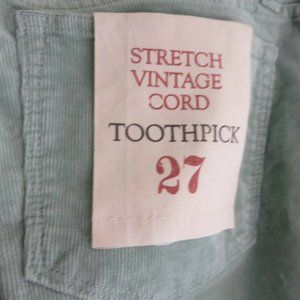 STRETCH
VINTAGE
CORD
TOOTHPICK
27